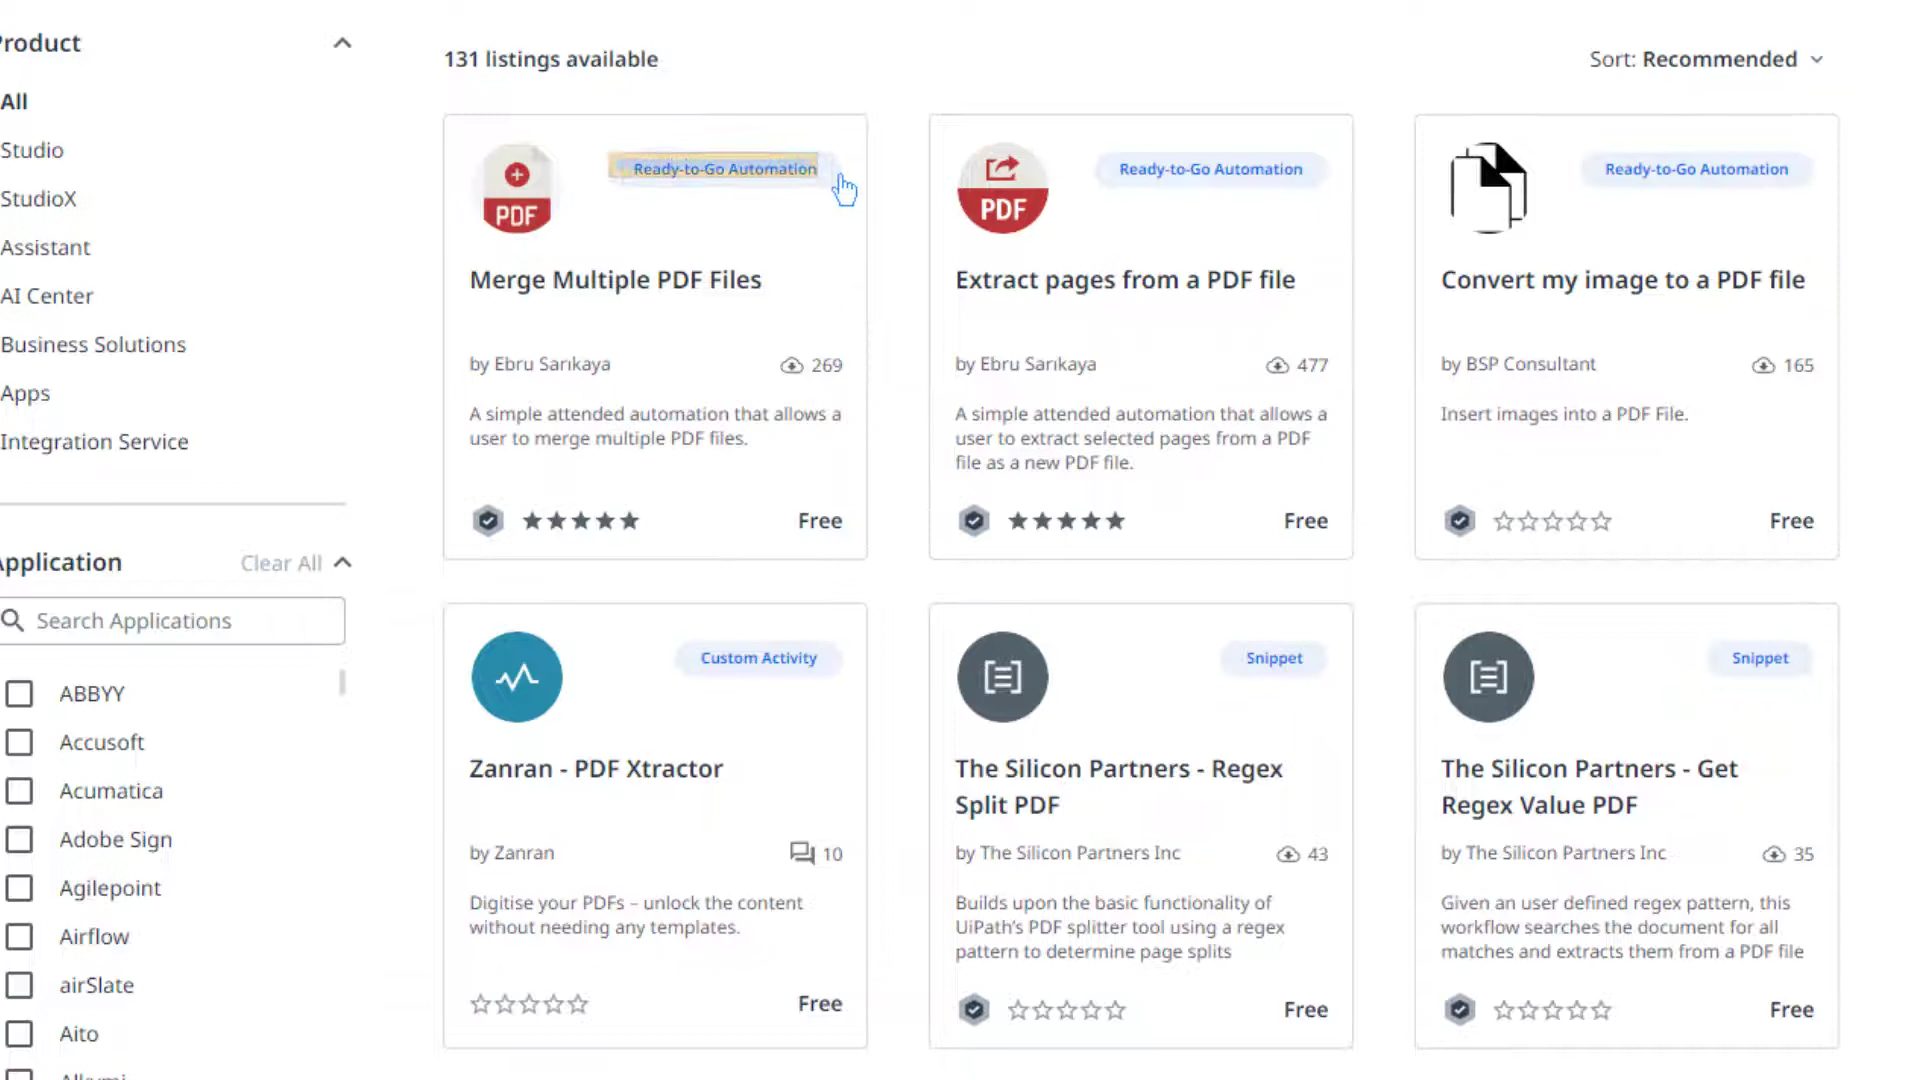 Product
All
Studio
StudioX
Assistant
AI Center
Business Solutions
Apps
Integration Service
Application
Clear All
Search Applications
ABBYY
Accusoft
Acumatica
Adobe Sign
Agilepoint
Airflow
airSlate
Aito
131 listings available
Sort: Recommended
PDF
Ready-to-Go Automation
Merge Multiple PDF Files
by Ebru Sarıkaya
269
A simple attended automation that allows a
user to merge multiple PDF files.
Free
PDF
Ready-to-Go Automation
Extract pages from a PDF file
by Ebru Sarıkaya
477
A simple attended automation that allows a
user to extract selected pages from a PDF
file as a new PDF file.
Free
Ready-to-Go Automation
Convert my image to a PDF file
by BSP Consultant
165
Insert images into a PDF File.
Free
Custom Activity
Zanran - PDF Xtractor
by Zanran
10
Digitise your PDFs – unlock the content
without needing any templates.
Free
Snippet
The Silicon Partners - Regex
Split PDF
by The Silicon Partners Inc
43
Builds upon the basic functionality of
UiPath's PDF splitter tool using a regex
pattern to determine page splits
Free
Snippet
The Silicon Partners - Get
Regex Value PDF
by The Silicon Partners Inc
35
Given an user defined regex pattern, this
workflow searches the document for all
matches and extracts them from a PDF file
Free